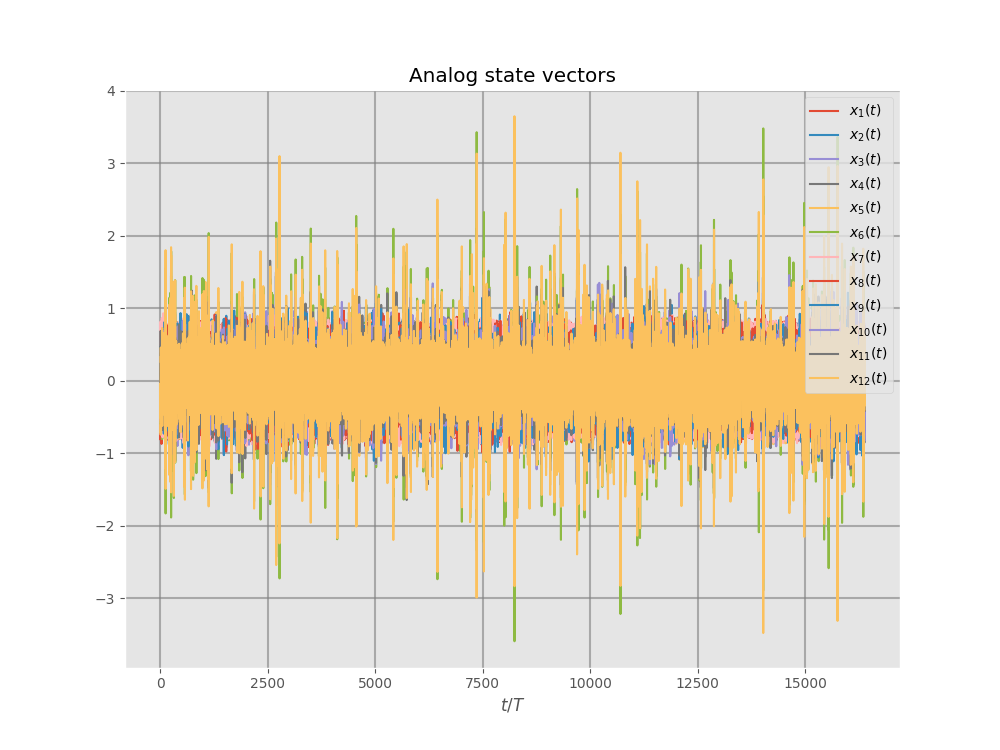 Analog state vectors
4
3
2
1
0
−1
−2
−3
0 2500 5000 7500 10000 12500 15000
t/T
x₁(t)
x₂(t)
x₃(t)
x₄(t)
x₅(t)
x₆(t)
x₇(t)
x₈(t)
x₉(t)
x₁₀(t)
x₁₁(t)
x₁₂(t)